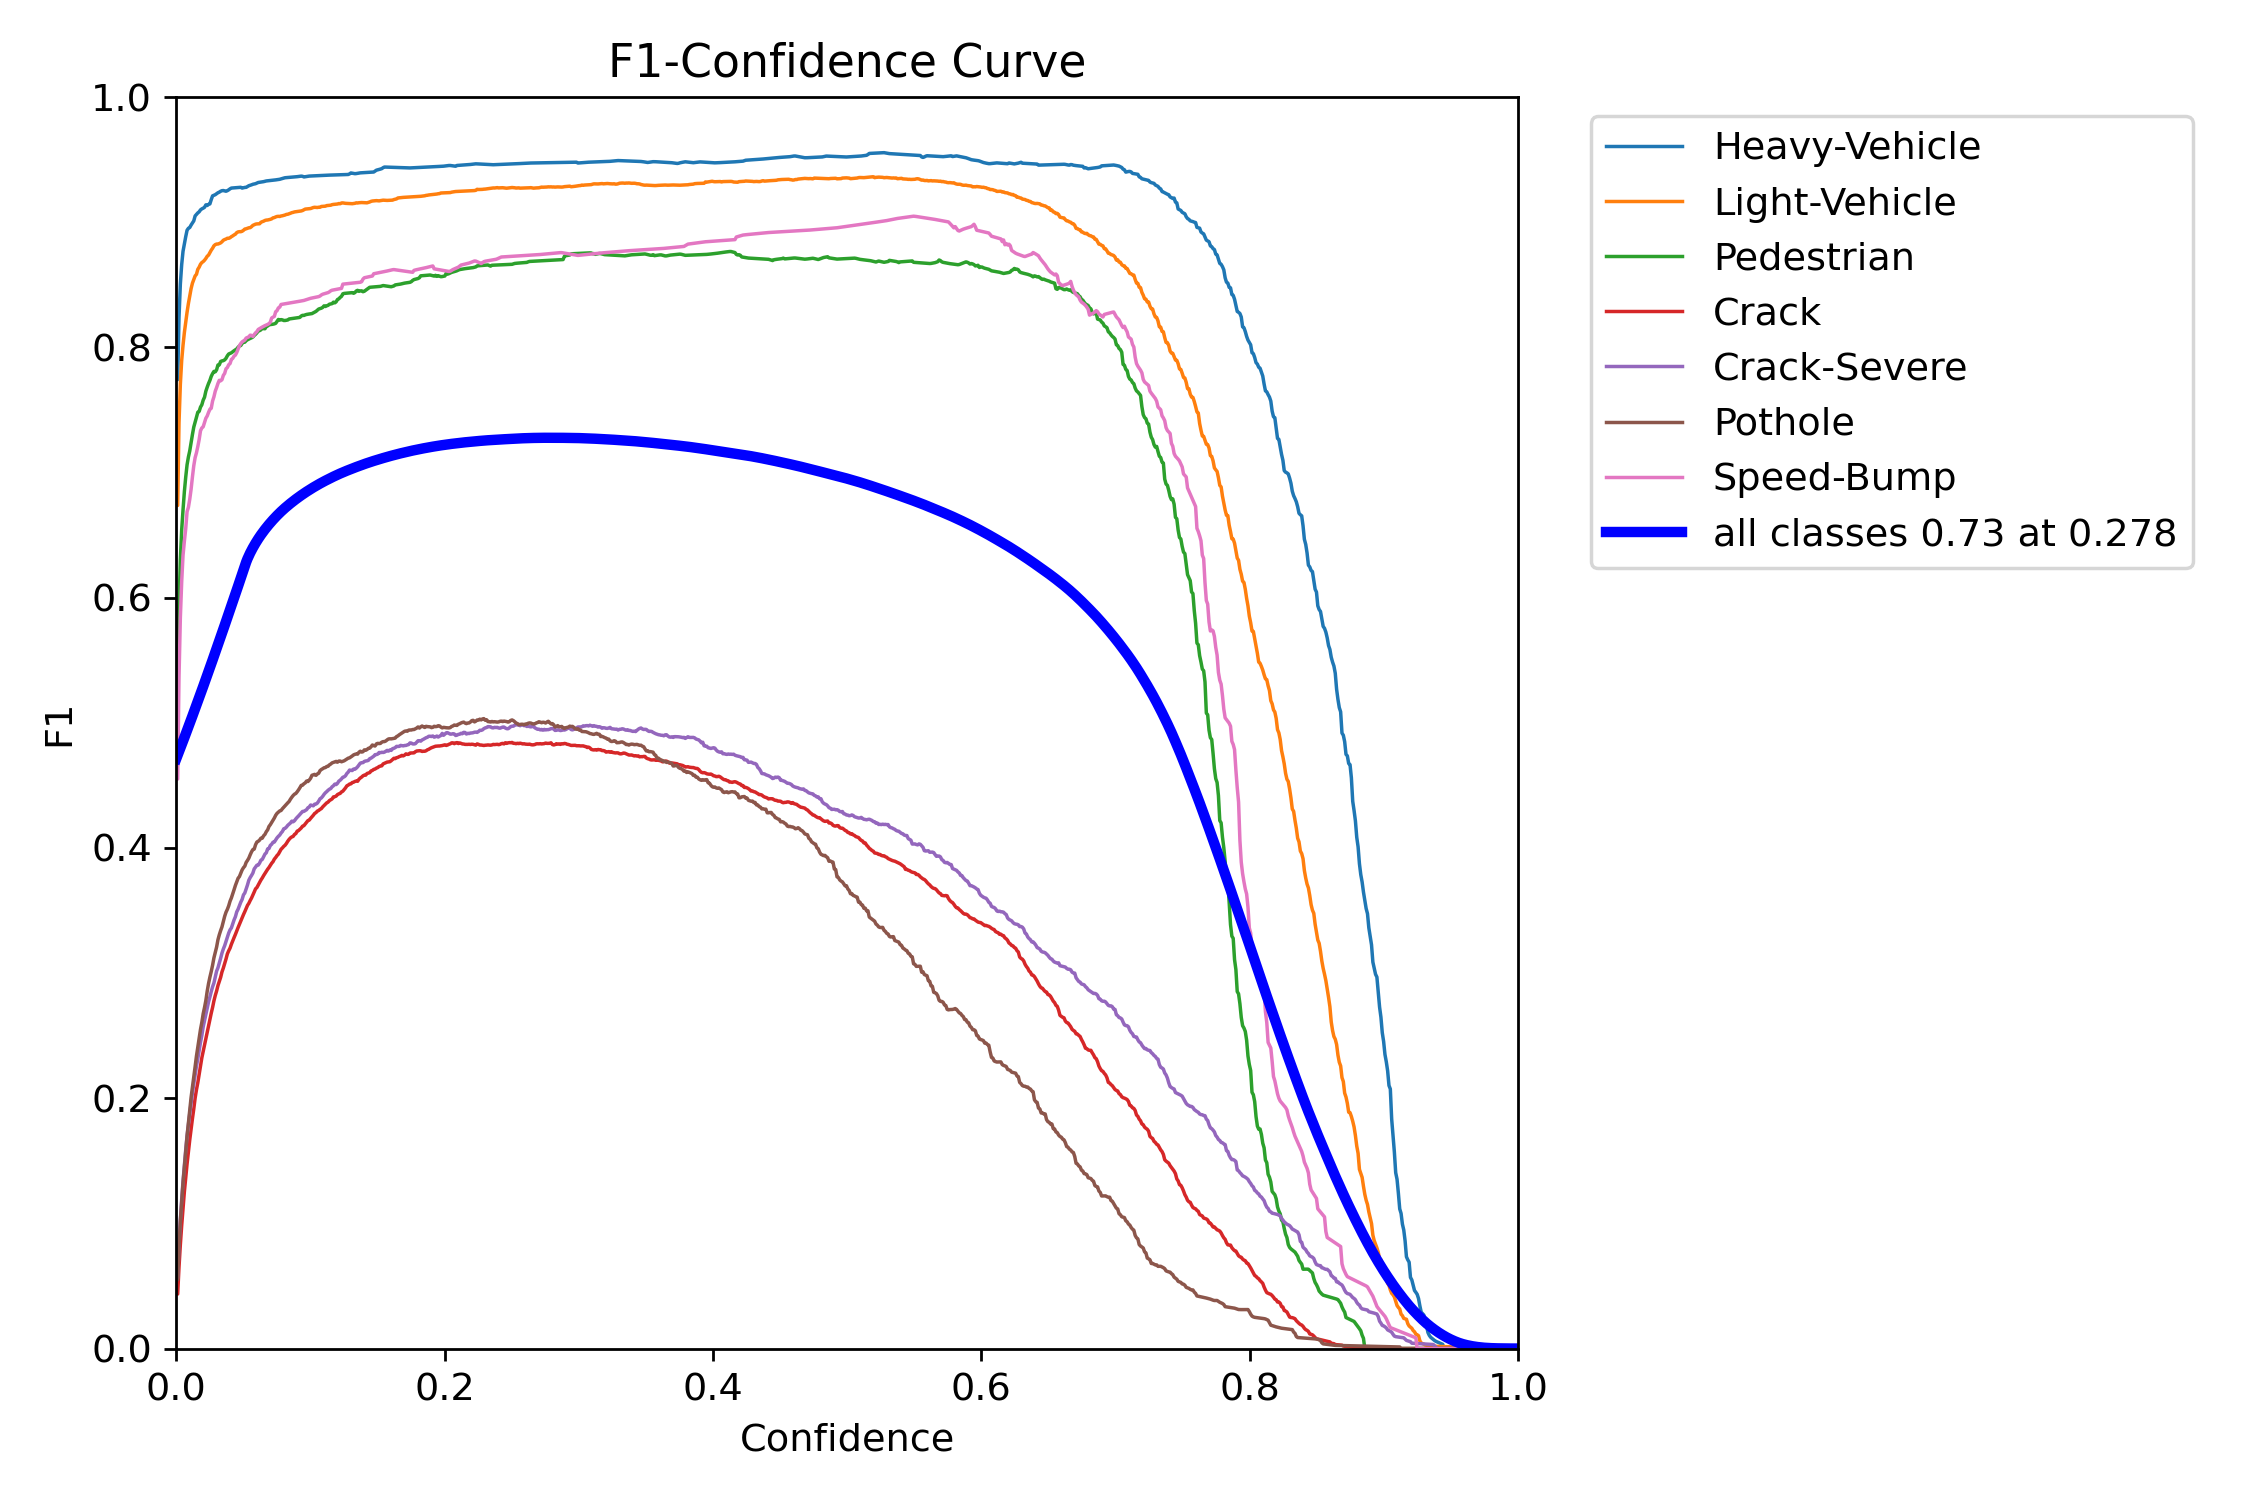 F1-Confidence Curve
1.0
0.8
0.6
0.4
0.2
0.0
F1
0.0 0.2 0.4 0.6 0.8 1.0
Confidence
Heavy-Vehicle
Light-Vehicle
Pedestrian
Crack
Crack-Severe
Pothole
Speed-Bump
all classes 0.73 at 0.278